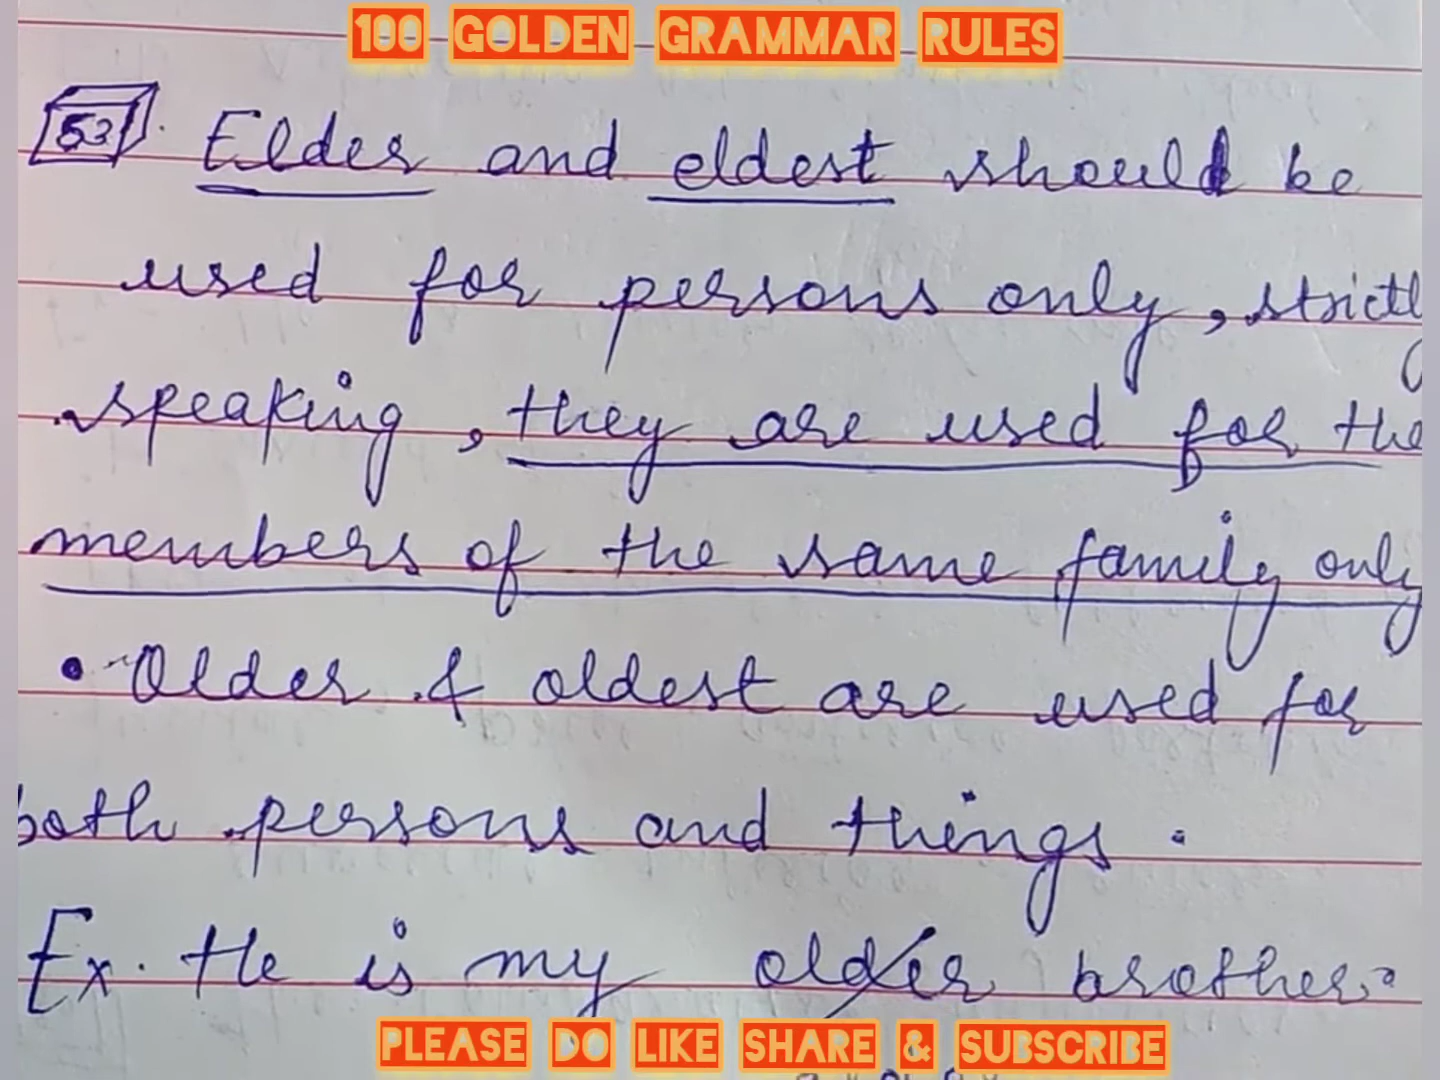 100 GOLDEN GRAMMAR RULES
53. Elder and eldest should be
used for persons only, strictly
speaking, they are used for the
members of the same family only
• Older & oldest are used for
both persons and things.
Ex. He is my older brother.
PLEASE DO LIKE SHARE & SUBSCRIBE